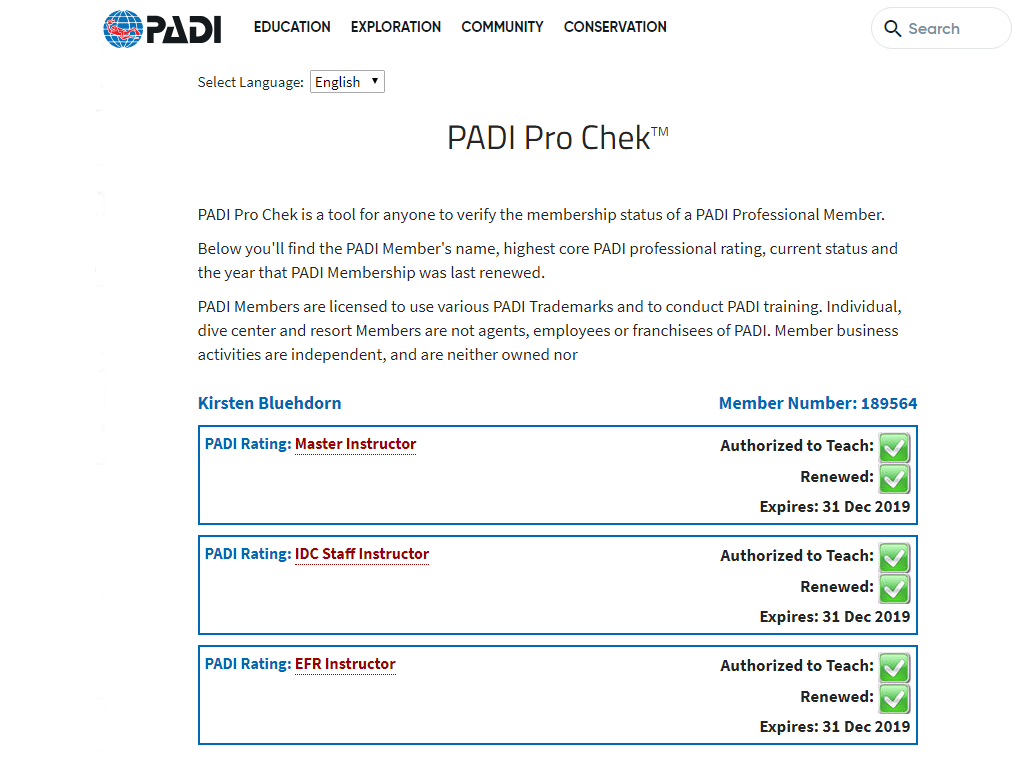 PADI EDUCATION EXPLORATION COMMUNITY CONSERVATION Search
Select Language: English
PADI Pro Chek™
PADI Pro Chek is a tool for anyone to verify the membership status of a PADI Professional Member.
Below you'll find the PADI Member's name, highest core PADI professional rating, current status and
the year that PADI Membership was last renewed.
PADI Members are licensed to use various PADI Trademarks and to conduct PADI training. Individual,
dive center and resort Members are not agents, employees or franchisees of PADI. Member business
activities are independent, and are neither owned nor
Kirsten Bluehdorn Member Number: 189564
PADI Rating: Master Instructor Authorized to Teach:
Renewed:
Expires: 31 Dec 2019
PADI Rating: IDC Staff Instructor Authorized to Teach:
Renewed:
Expires: 31 Dec 2019
PADI Rating: EFR Instructor Authorized to Teach:
Renewed:
Expires: 31 Dec 2019